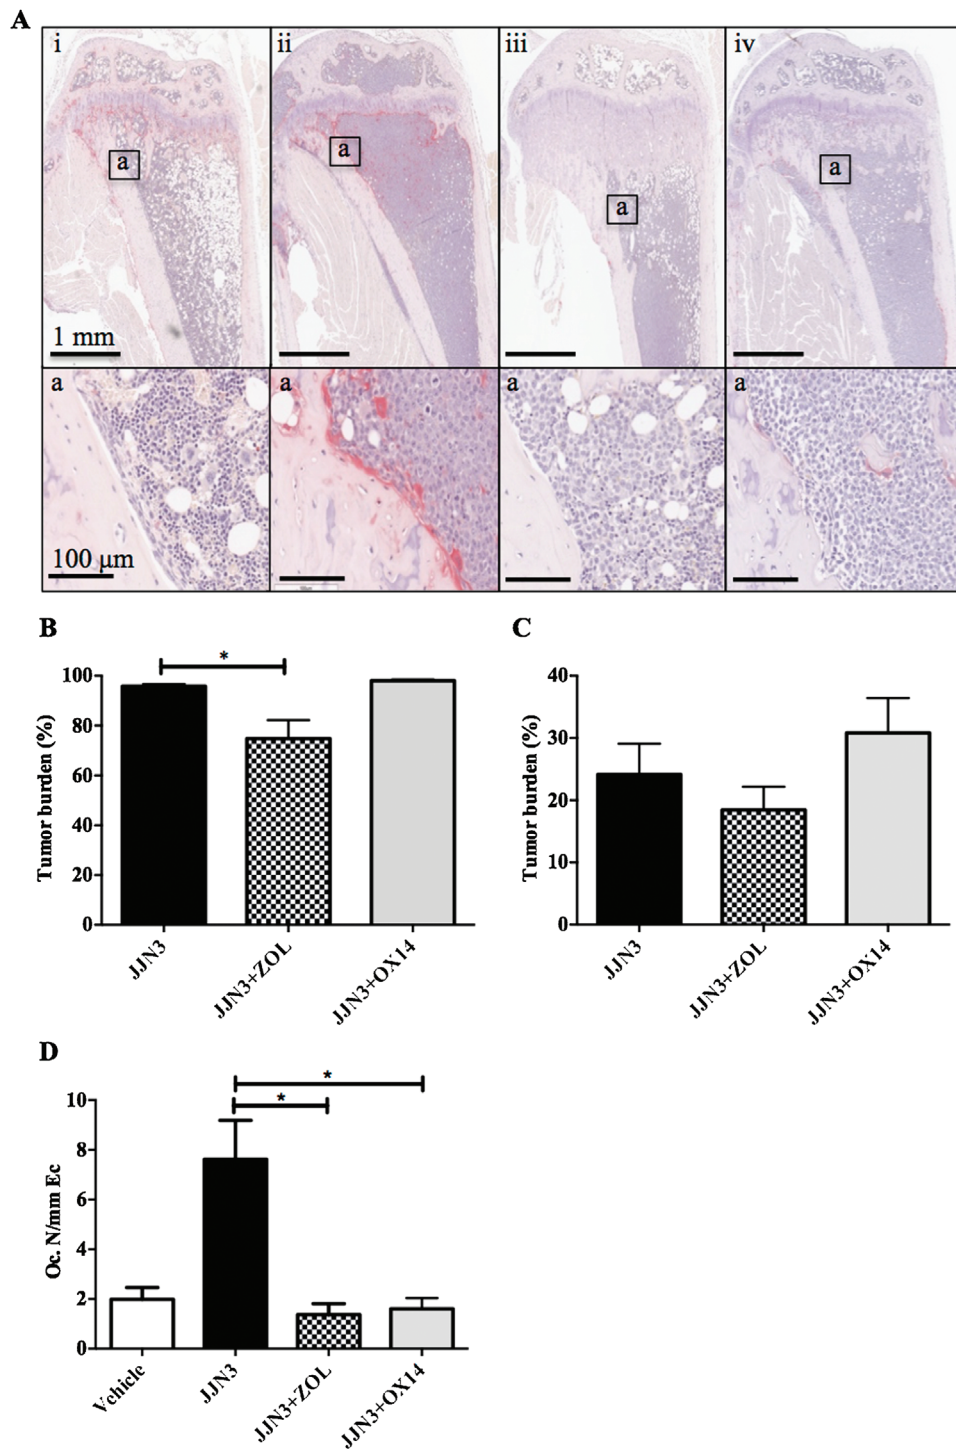 A
i ii iii iv
a a a a
1 mm
a a a a
100 µm
B
*
Tumor burden (%)
100
80
60
40
20
0
JJN3
JJN3+ZOL
JJN3+OX14
C
Tumor burden (%)
40
30
20
10
0
JJN3
JJN3+ZOL
JJN3+OX14
D
*
*
Oc. N/mm Ec
10
8
6
4
2
0
Vehicle
JJN3
JJN3+ZOL
JJN3+OX14